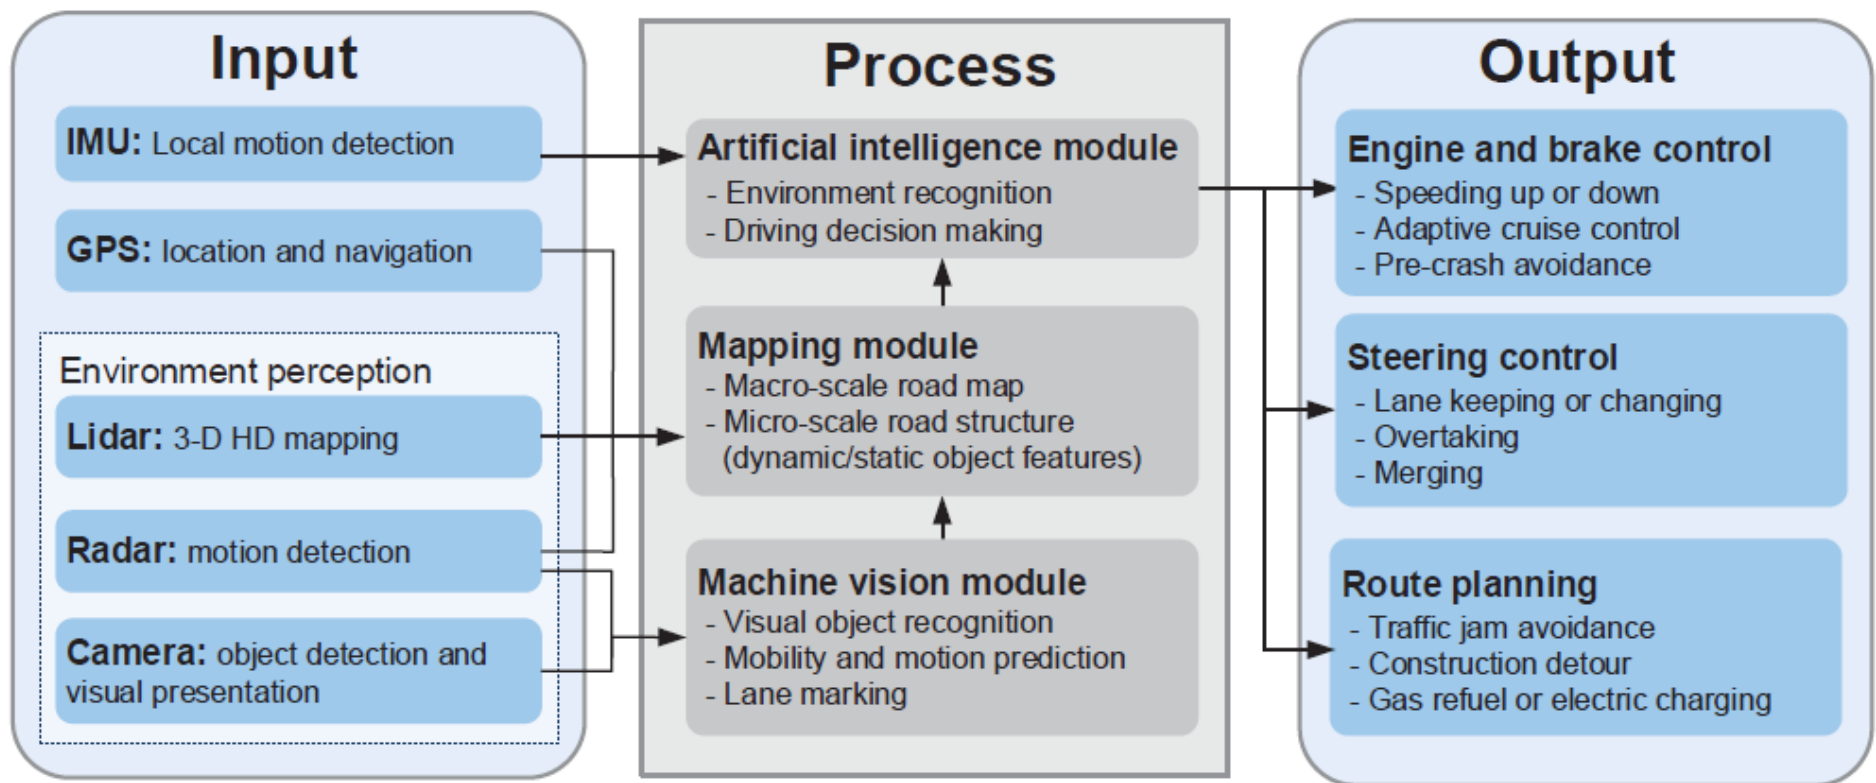 Input
IMU: Local motion detection
GPS: location and navigation
Environment perception
Lidar: 3-D HD mapping
Radar: motion detection
Camera: object detection and
visual presentation
Process
Artificial intelligence module
- Environment recognition
- Driving decision making
Mapping module
- Macro-scale road map
- Micro-scale road structure
(dynamic/static object features)
Machine vision module
- Visual object recognition
- Mobility and motion prediction
- Lane marking
Output
Engine and brake control
- Speeding up or down
- Adaptive cruise control
- Pre-crash avoidance
Steering control
- Lane keeping or changing
- Overtaking
- Merging
Route planning
- Traffic jam avoidance
- Construction detour
- Gas refuel or electric charging